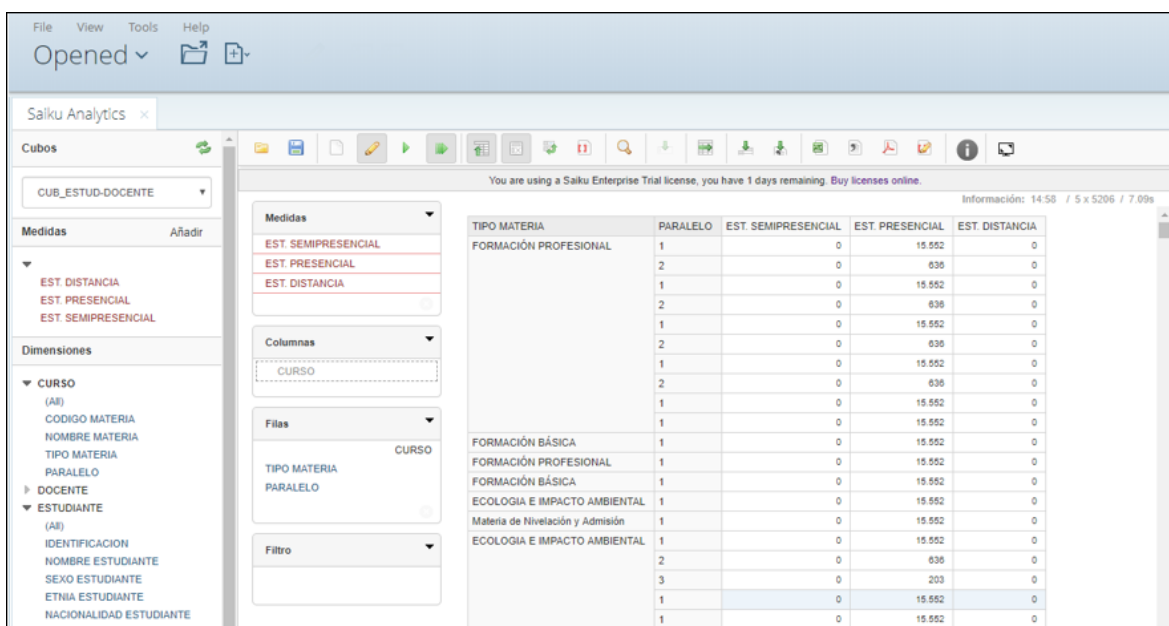 File View Tools Help
Opened
Saiku Analytics ×
Cubos
CUB_ESTUD-DOCENTE
Medidas Añadir
EST. DISTANCIA
EST. PRESENCIAL
EST. SEMIPRESENCIAL
Dimensiones
CURSO
(All)
CODIGO MATERIA
NOMBRE MATERIA
TIPO MATERIA
PARALELO
DOCENTE
ESTUDIANTE
(All)
IDENTIFICACION
NOMBRE ESTUDIANTE
SEXO ESTUDIANTE
ETNIA ESTUDIANTE
NACIONALIDAD ESTUDIANTE
You are using a Saiku Enterprise Trial license, you have 1 days remaining. Buy licenses online.
Información: 14:58 / 5 x 5206 / 7.09s
Medidas
EST. SEMIPRESENCIAL
EST. PRESENCIAL
EST. DISTANCIA
Columnas
CURSO
Filas
CURSO
TIPO MATERIA
PARALELO
Filtro
TIPO MATERIA PARALELO EST. SEMIPRESENCIAL EST. PRESENCIAL EST. DISTANCIA
FORMACIÓN PROFESIONAL 1 0 15.552 0
2 0 636 0
1 0 15.552 0
2 0 636 0
1 0 15.552 0
2 0 636 0
1 0 15.552 0
2 0 636 0
1 0 15.552 0
1 0 15.552 0
FORMACIÓN BÁSICA 1 0 15.552 0
FORMACIÓN PROFESIONAL 1 0 15.552 0
FORMACIÓN BÁSICA 1 0 15.552 0
ECOLOGIA E IMPACTO AMBIENTAL 1 0 15.552 0
Materia de Nivelación y Admisión 1 0 15.552 0
ECOLOGIA E IMPACTO AMBIENTAL 1 0 15.552 0
2 0 636 0
3 0 203 0
1 0 15.552 0
1 0 15.552 0